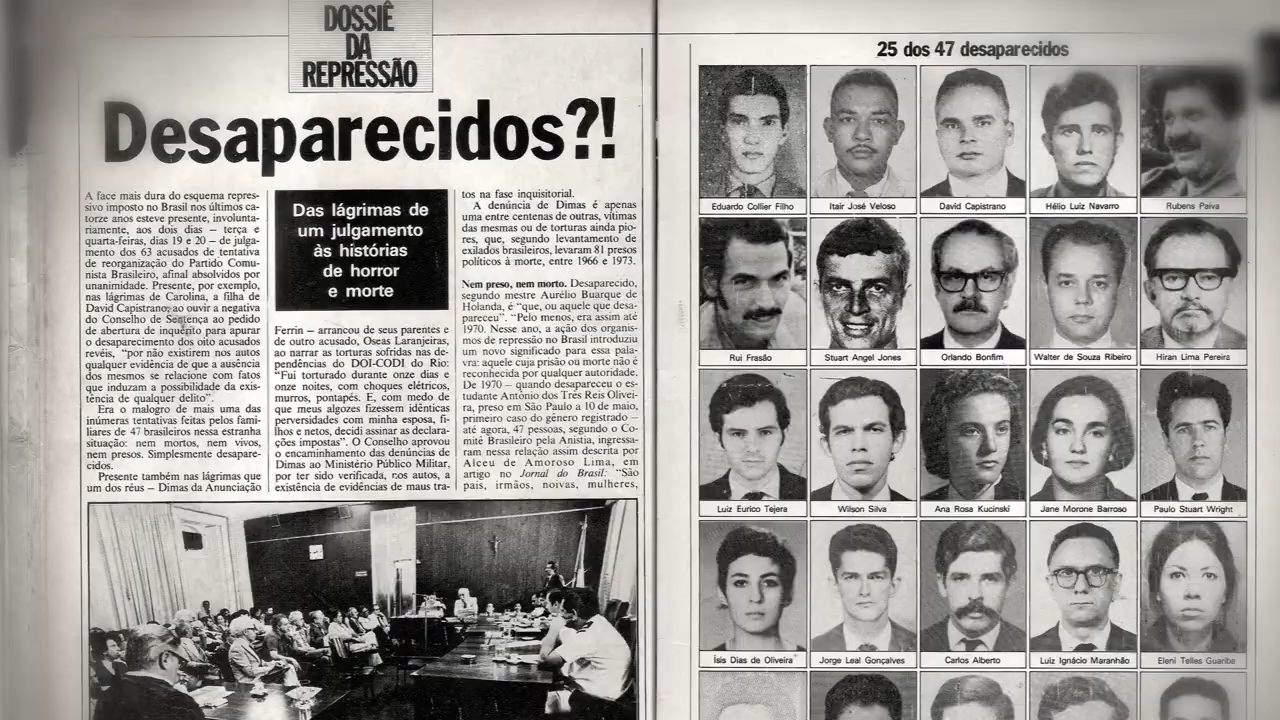 DOSSIÊ
DA
REPRESSÃO
Desaparecidos?!
A face mais dura do esquema repres-
sivo imposto no Brasil nos últimos ca-
torze anos esteve presente, involunta-
riamente, aos dois dias – terça e
quarta-feiras, dias 19 e 20 – de julga-
mento dos 63 acusados de tentativa
de reorganização do Partido Comu-
nista Brasileiro, afinal absolvidos por
unanimidade. Presente, por exemplo,
nas lágrimas de Carolina, a filha de
David Capistrano, ao ouvir a negativa
do Conselho de Sentença ao pedido
de abertura de inquérito para apurar
o desaparecimento dos oito acusados
revéis, “por não existirem nos autos
qualquer evidência de que a ausência
dos mesmos se relacione com fatos
que induzam a possibilidade da exis-
tência de qualquer delito”.
Era o malogro de mais uma das
inúmeras tentativas feitas pelos fami-
liares de 47 brasileiros nessa estranha
situação: nem mortos, nem vivos,
nem presos. Simplesmente desapare-
cidos.
Presente também nas lágrimas que
um dos réus – Dimas da Anunciação
Das lágrimas de
um julgamento
às histórias
de horror
e morte
Ferrin – arrancou de seus parentes e
de outro acusado, Oseas Laranjeiras,
ao narrar as torturas sofridas nas de-
pendências do DOI-CODI do Rio:
“Fui torturado durante onze dias e
onze noites, com choques elétricos,
murros, pontapés. E, com medo de
que meus algozes fizessem idênticas
perversidades com minha esposa, fi-
lhos e netos, decidi assinar as declara-
ções impostas”. O Conselho aprovou
o encaminhamento das denúncias de
Dimas ao Ministério Público Militar,
por ter sido verificada, nos autos, a
existência de evidências de maus tra-
tos na fase inquisitorial.
A denúncia de Dimas é apenas
uma entre centenas de outras, vítimas
das mesmas ou de torturas ainda pio-
res, que, segundo levantamento de
exilados brasileiros, levaram 81 presos
políticos à morte, entre 1966 e 1973.
Nem preso, nem morto. Desaparecido,
segundo mestre Aurélio Buarque de
Holanda, é “que, ou aquele que desa-
pareceu”. “Pelo menos, era assim até
1970. Nesse ano, a ação dos organis-
mos de repressão no Brasil introduziu
um novo significado para essa pala-
vra: aquele cuja prisão ou morte não é
reconhecida por qualquer autoridade.
De 1970 – quando desapareceu o es-
tudante Antônio dos Três Reis Oliveira,
preso em São Paulo a 10 de maio,
primeiro caso do gênero registrado –
até agora, 47 pessoas, segundo o Co-
mitê Brasileiro pela Anistia, ingressa-
ram nessa relação assim descrita por
Alceu de Amoroso Lima, em
artigo no Jornal do Brasil: “São
pais, irmãos, noivas, mulheres,
25 dos 47 desaparecidos
Eduardo Collier Filho
Itair José Veloso
David Capistrano
Hélio Luiz Navarro
Rubens Paiva
Rui Frasão
Stuart Angel Jones
Orlando Bonfim
Walter de Souza Ribeiro
Hiran Lima Pereira
Luiz Eurico Tejera
Wilson Silva
Ana Rosa Kucinski
Jane Morone Barroso
Paulo Stuart Wright
Ísis Dias de Oliveira
Jorge Leal Gonçalves
Carlos Alberto
Luiz Ignácio Maranhão
Eleni Telles Guariba